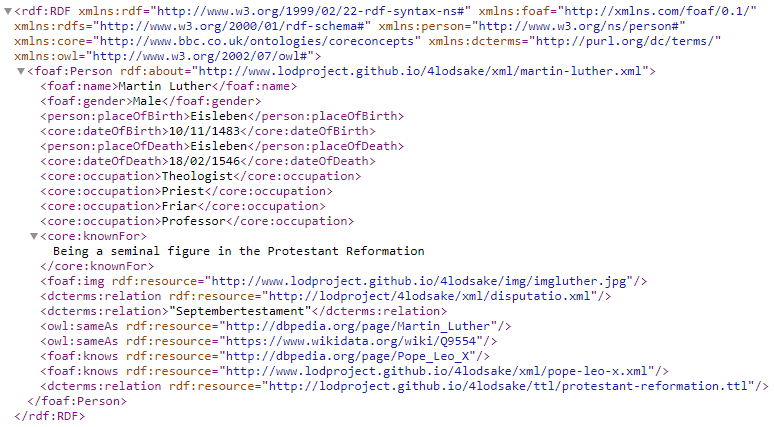 <rdf:RDF xmlns:rdf="http://www.w3.org/1999/02/22-rdf-syntax-ns#" xmlns:foaf="http://xmlns.com/foaf/0.1/"
xmlns:rdfs="http://www.w3.org/2000/01/rdf-schema#" xmlns:person="http://www.w3.org/ns/person#"
xmlns:core="http://www.bbc.co.uk/ontologies/coreconcepts" xmlns:dcterms="http://purl.org/dc/terms/"
xmlns:owl="http://www.w3.org/2002/07/owl#">
<foaf:Person rdf:about="http://www.lodproject.github.io/4lodsake/xml/martin-luther.xml">
<foaf:name>Martin Luther</foaf:name>
<foaf:gender>Male</foaf:gender>
<person:placeOfBirth>Eisleben</person:placeOfBirth>
<core:dateOfBirth>10/11/1483</core:dateOfBirth>
<person:placeOfDeath>Eisleben</person:placeOfDeath>
<core:dateOfDeath>18/02/1546</core:dateOfDeath>
<core:occupation>Theologist</core:occupation>
<core:occupation>Priest</core:occupation>
<core:occupation>Friar</core:occupation>
<core:occupation>Professor</core:occupation>
<core:knownFor>
Being a seminal figure in the Protestant Reformation
</core:knownFor>
<foaf:img rdf:resource="http://www.lodproject.github.io/4lodsake/img/imgluther.jpg"/>
<dcterms:relation rdf:resource="http://lodproject/4lodsake/xml/disputatio.xml"/>
<dcterms:relation>"Septembertestament"</dcterms:relation>
<owl:sameAs rdf:resource="http://dbpedia.org/page/Martin_Luther"/>
<owl:sameAs rdf:resource="https://www.wikidata.org/wiki/Q9554"/>
<foaf:knows rdf:resource="http://dbpedia.org/page/Pope_Leo_X"/>
<foaf:knows rdf:resource="http://www.lodproject.github.io/4lodsake/xml/pope-leo-x.xml"/>
<dcterms:relation rdf:resource="http://lodproject.github.io/4lodsake/ttl/protestant-reformation.ttl"/>
</foaf:Person>
</rdf:RDF>